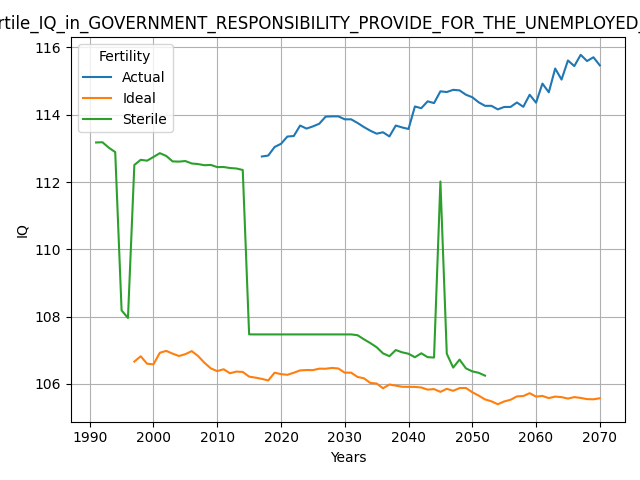 rtile_IQ_in_GOVERNMENT_RESPONSIBILITY_PROVIDE_FOR_THE_UNEMPLOYED_
116
114
112
110
108
106
IQ
Fertility
Actual
Ideal
Sterile
1990 2000 2010 2020 2030 2040 2050 2060 2070
Years